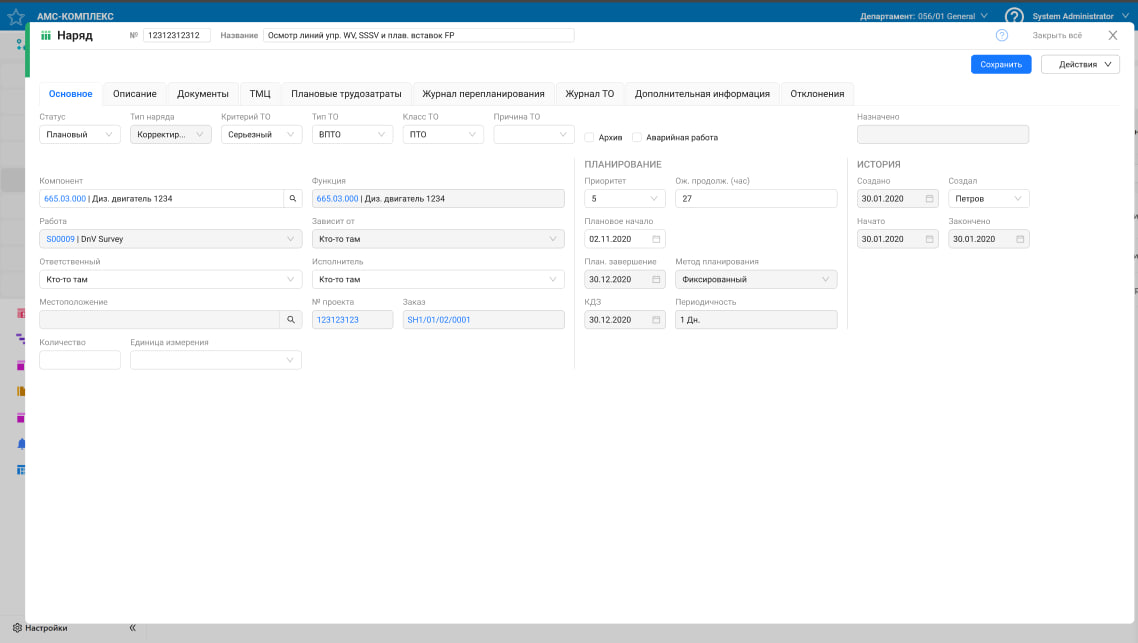 АМС-КОМПЛЕКС
Департамент: 056/01 General
? System Administrator
Наряд
№ 12312312312
Название Осмотр линий упр. WV, SSSV и плав. вставок FP
? Закрыть всё
Сохранить
Действия
Основное Описание Документы ТМЦ Плановые трудозатраты Журнал перепланирования Журнал ТО Дополнительная информация Отклонения
Статус Тип наряда Критерий ТО Тип ТО Класс ТО Причина ТО Назначено
Плановый Корректир... Серьезный ВПТО ПТО Архив Аварийная работа
ПЛАНИРОВАНИЕ ИСТОРИЯ
Компонент Функция Приоритет Ож. продолж. (час) Создано Создал
665.03.000 | Диз. двигатель 1234 665.03.000 | Диз. двигатель 1234 5 27 30.01.2020 Петров
Работа Зависит от Плановое начало Начато Закончено
S00009 | DnV Survey Кто-то там 02.11.2020 30.01.2020 30.01.2020
Ответственный Исполнитель План. завершение Метод планирования
Кто-то там Кто-то там 30.12.2020 Фиксированный
Местоположение № проекта Заказ КДЗ Периодичность
123123123 SH1/01/02/0001 30.12.2020 1 Дн.
Количество Единица измерения
Настройки «